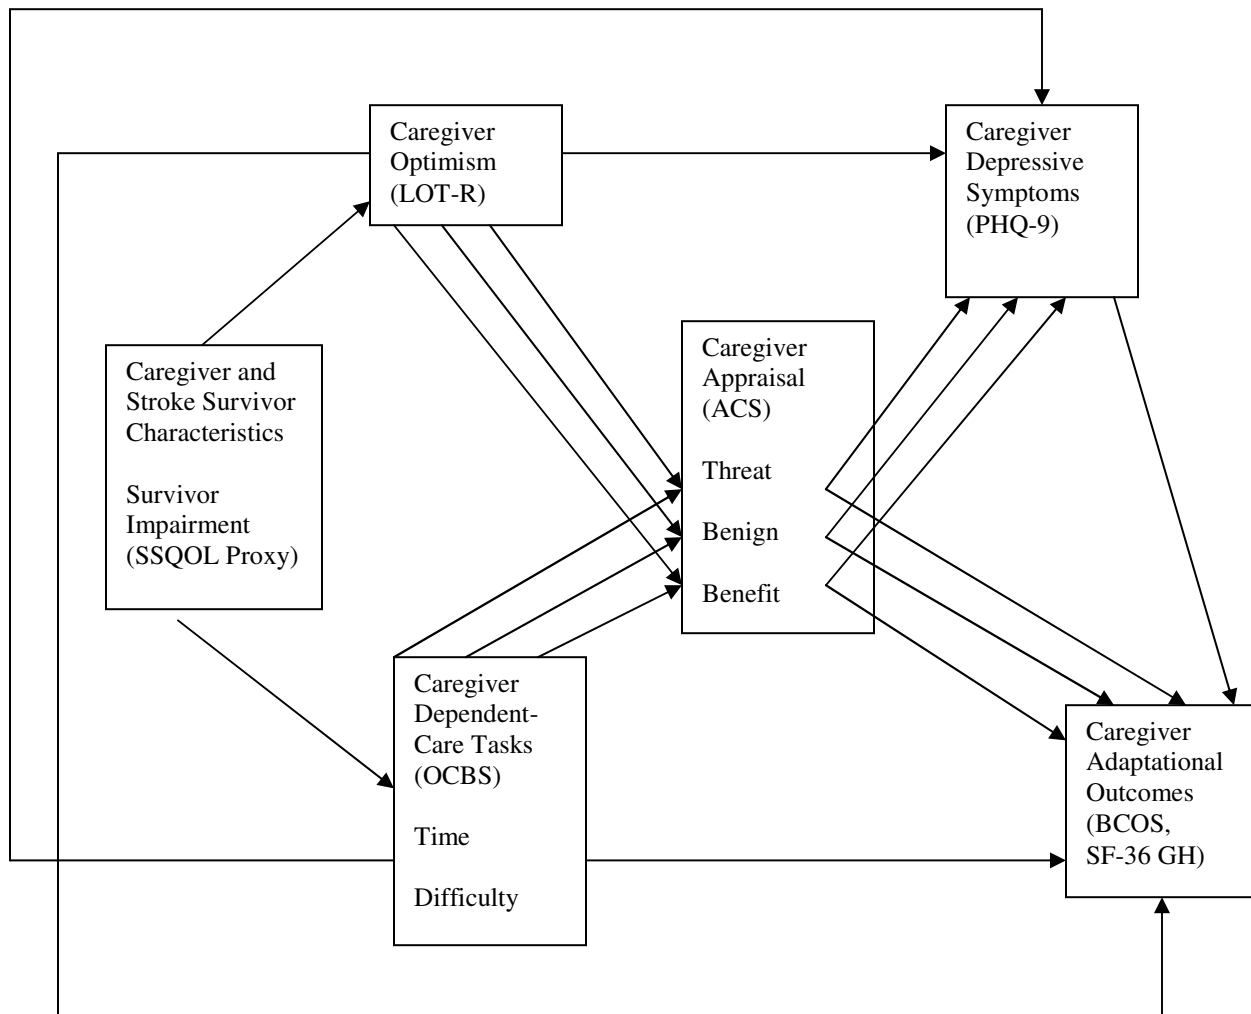 Caregiver
Optimism
(LOT-R)
Caregiver
Depressive
Symptoms
(PHQ-9)
Caregiver and
Stroke Survivor
Characteristics
Survivor
Impairment
(SSQOL Proxy)
Caregiver
Appraisal
(ACS)
Threat
Benign
Benefit
Caregiver
Dependent-
Care Tasks
(OCBS)
Time
Difficulty
Caregiver
Adaptational
Outcomes
(BCOS,
SF-36 GH)